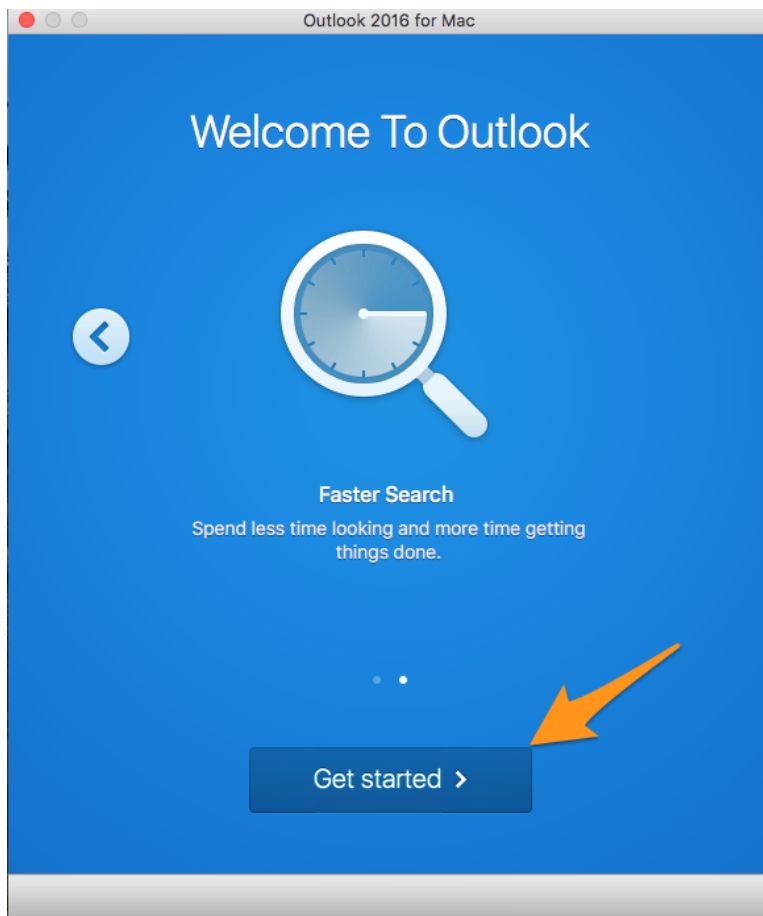 Outlook 2016 for Mac
Welcome To Outlook
Faster Search
Spend less time looking and more time getting
things done.
Get started